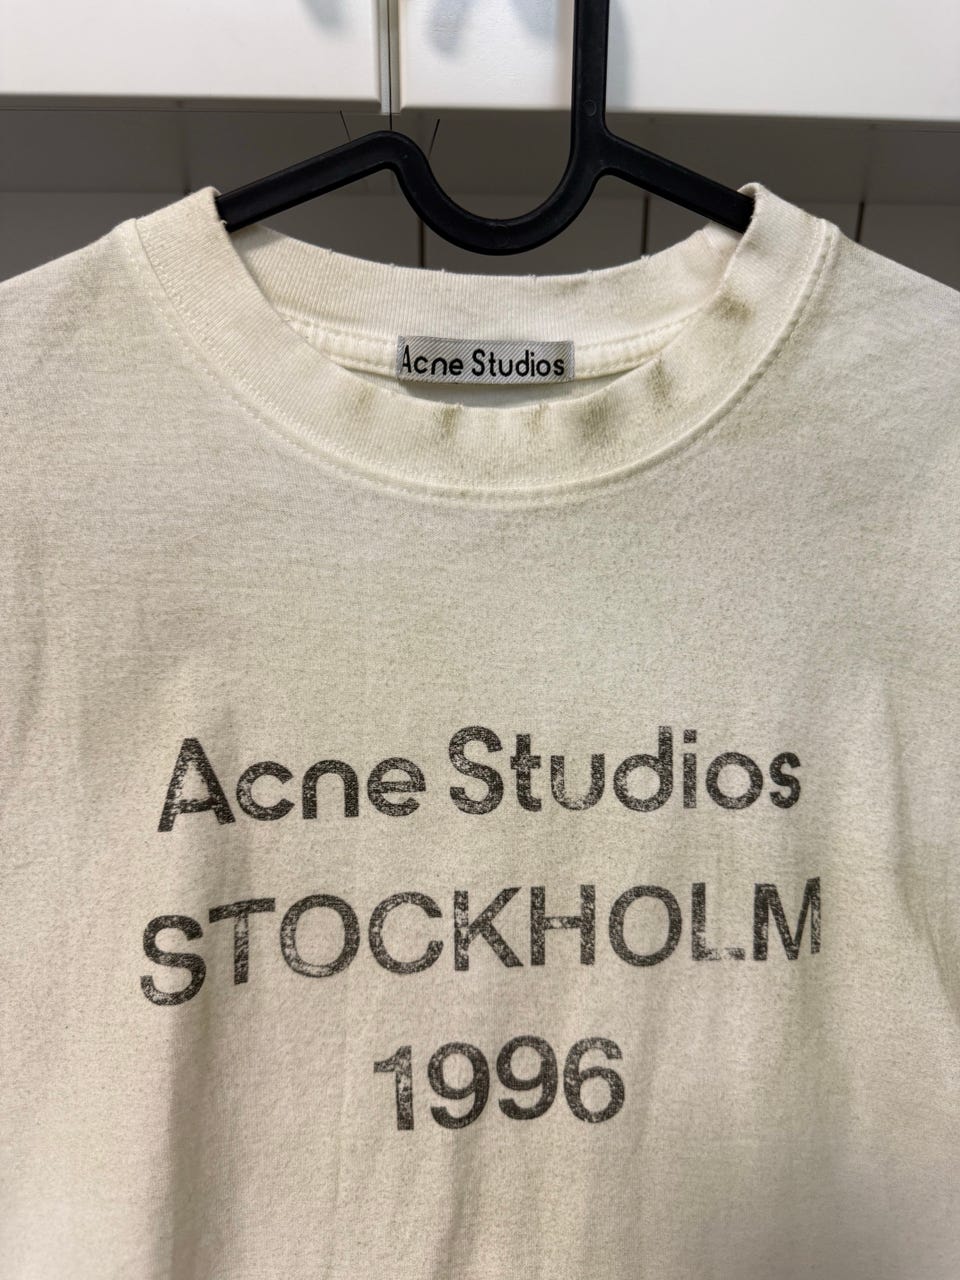 Acne Studios
Acne Studios
STOCKHOLM
1996